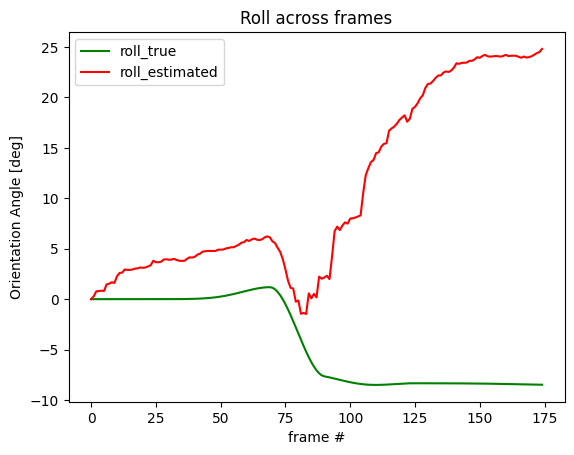 Roll across frames
roll_true
roll_estimated
Orientation Angle [deg]
25
20
15
10
5
0
−5
−10
0 25 50 75 100 125 150 175
frame #